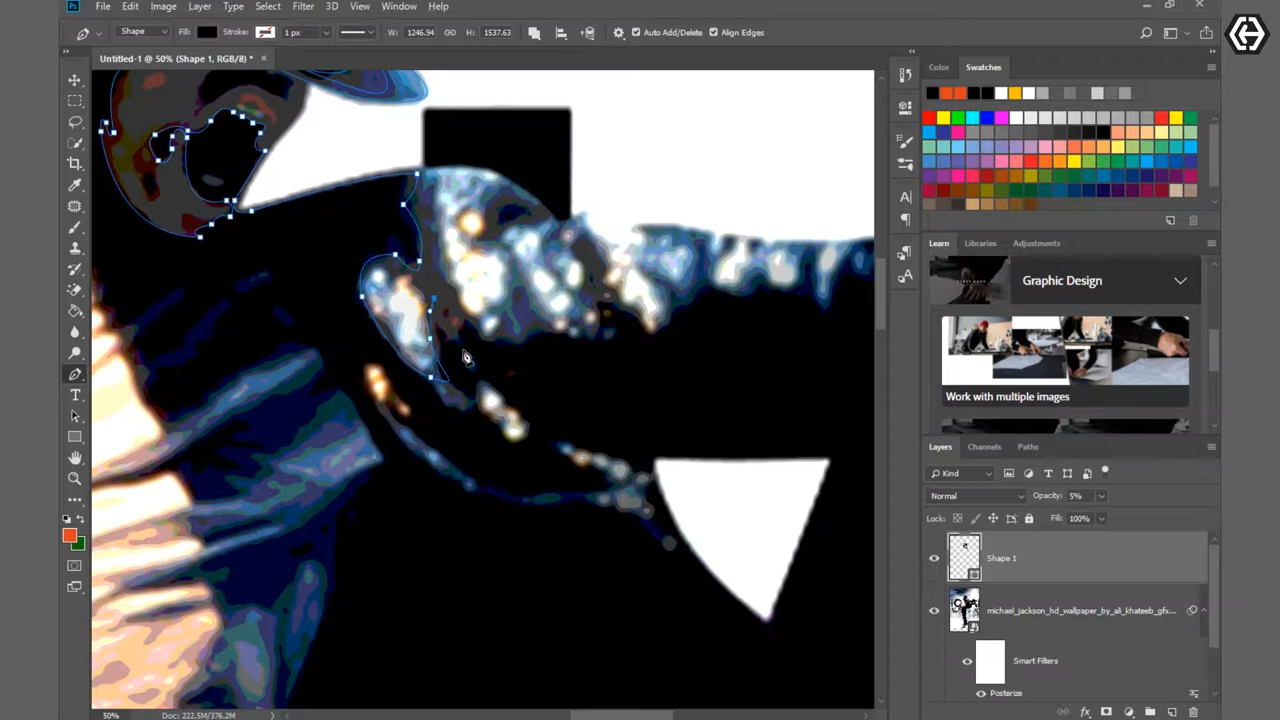 Ps File Edit Image Layer Type Select Filter 3D View Window Help
Shape Fill: Stroke: 1 px W: 1246.94 H: 1537.63 Auto Add/Delete Align Edges
Untitled-1 @ 50% (Shape 1, RGB/8) *
Color Swatches
Learn Libraries Adjustments
Graphic Design
Work with multiple images
Layers Channels Paths
Kind
Normal Opacity: 5%
Lock: Fill: 100%
Shape 1
michael_jackson_hd_wallpaper_by_ali_khateeb_gfx...
Smart Filters
Posterize
50% Doc: 222.5M/376.2M